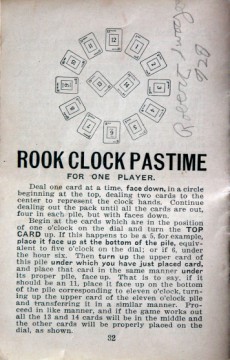 12
ROOK CLOCK PASTIME
FOR ONE PLAYER.
Deal one card at a time, face down, in a circle
beginning at the top, dealing two cards to the
center to represent the clock hands. Continue
dealing out the pack until all the cards are out,
four in each pile, but with faces down.
Begin at the cards which are in the position
of one o'clock on the dial and turn the TOP
CARD up. If this happens to be a 5, for example,
place it face up at the bottom of the pile, equiva-
lent to five o'clock on the dial; or if 6, under
the hour six. Then turn up the upper card of
this pile under which you have just placed card,
and place that card in the same manner under
its proper pile, face up. That is to say, if it
should be an 11, place it face up on the bottom
of the pile corresponding to eleven o'clock, turn-
ing up the upper card of the eleven o'clock pile
and transferring it in a similar manner. Pro-
ceed in like manner, and if the game works out
all the 13 and 14 cards will be in the middle and
the other cards will be properly placed on the
dial, as shown.
32